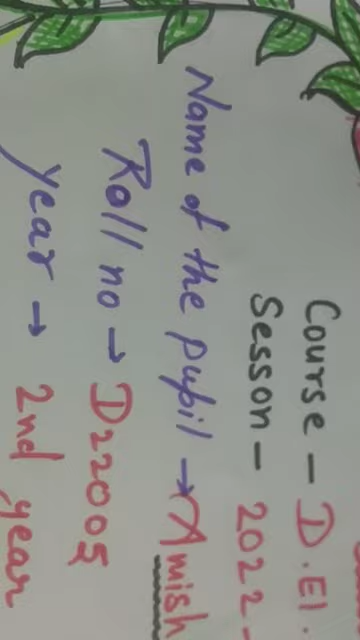 Course - D.El.
Sesson - 2022-
Name of the pupil → Amish
Roll no → D22005
year → 2nd year